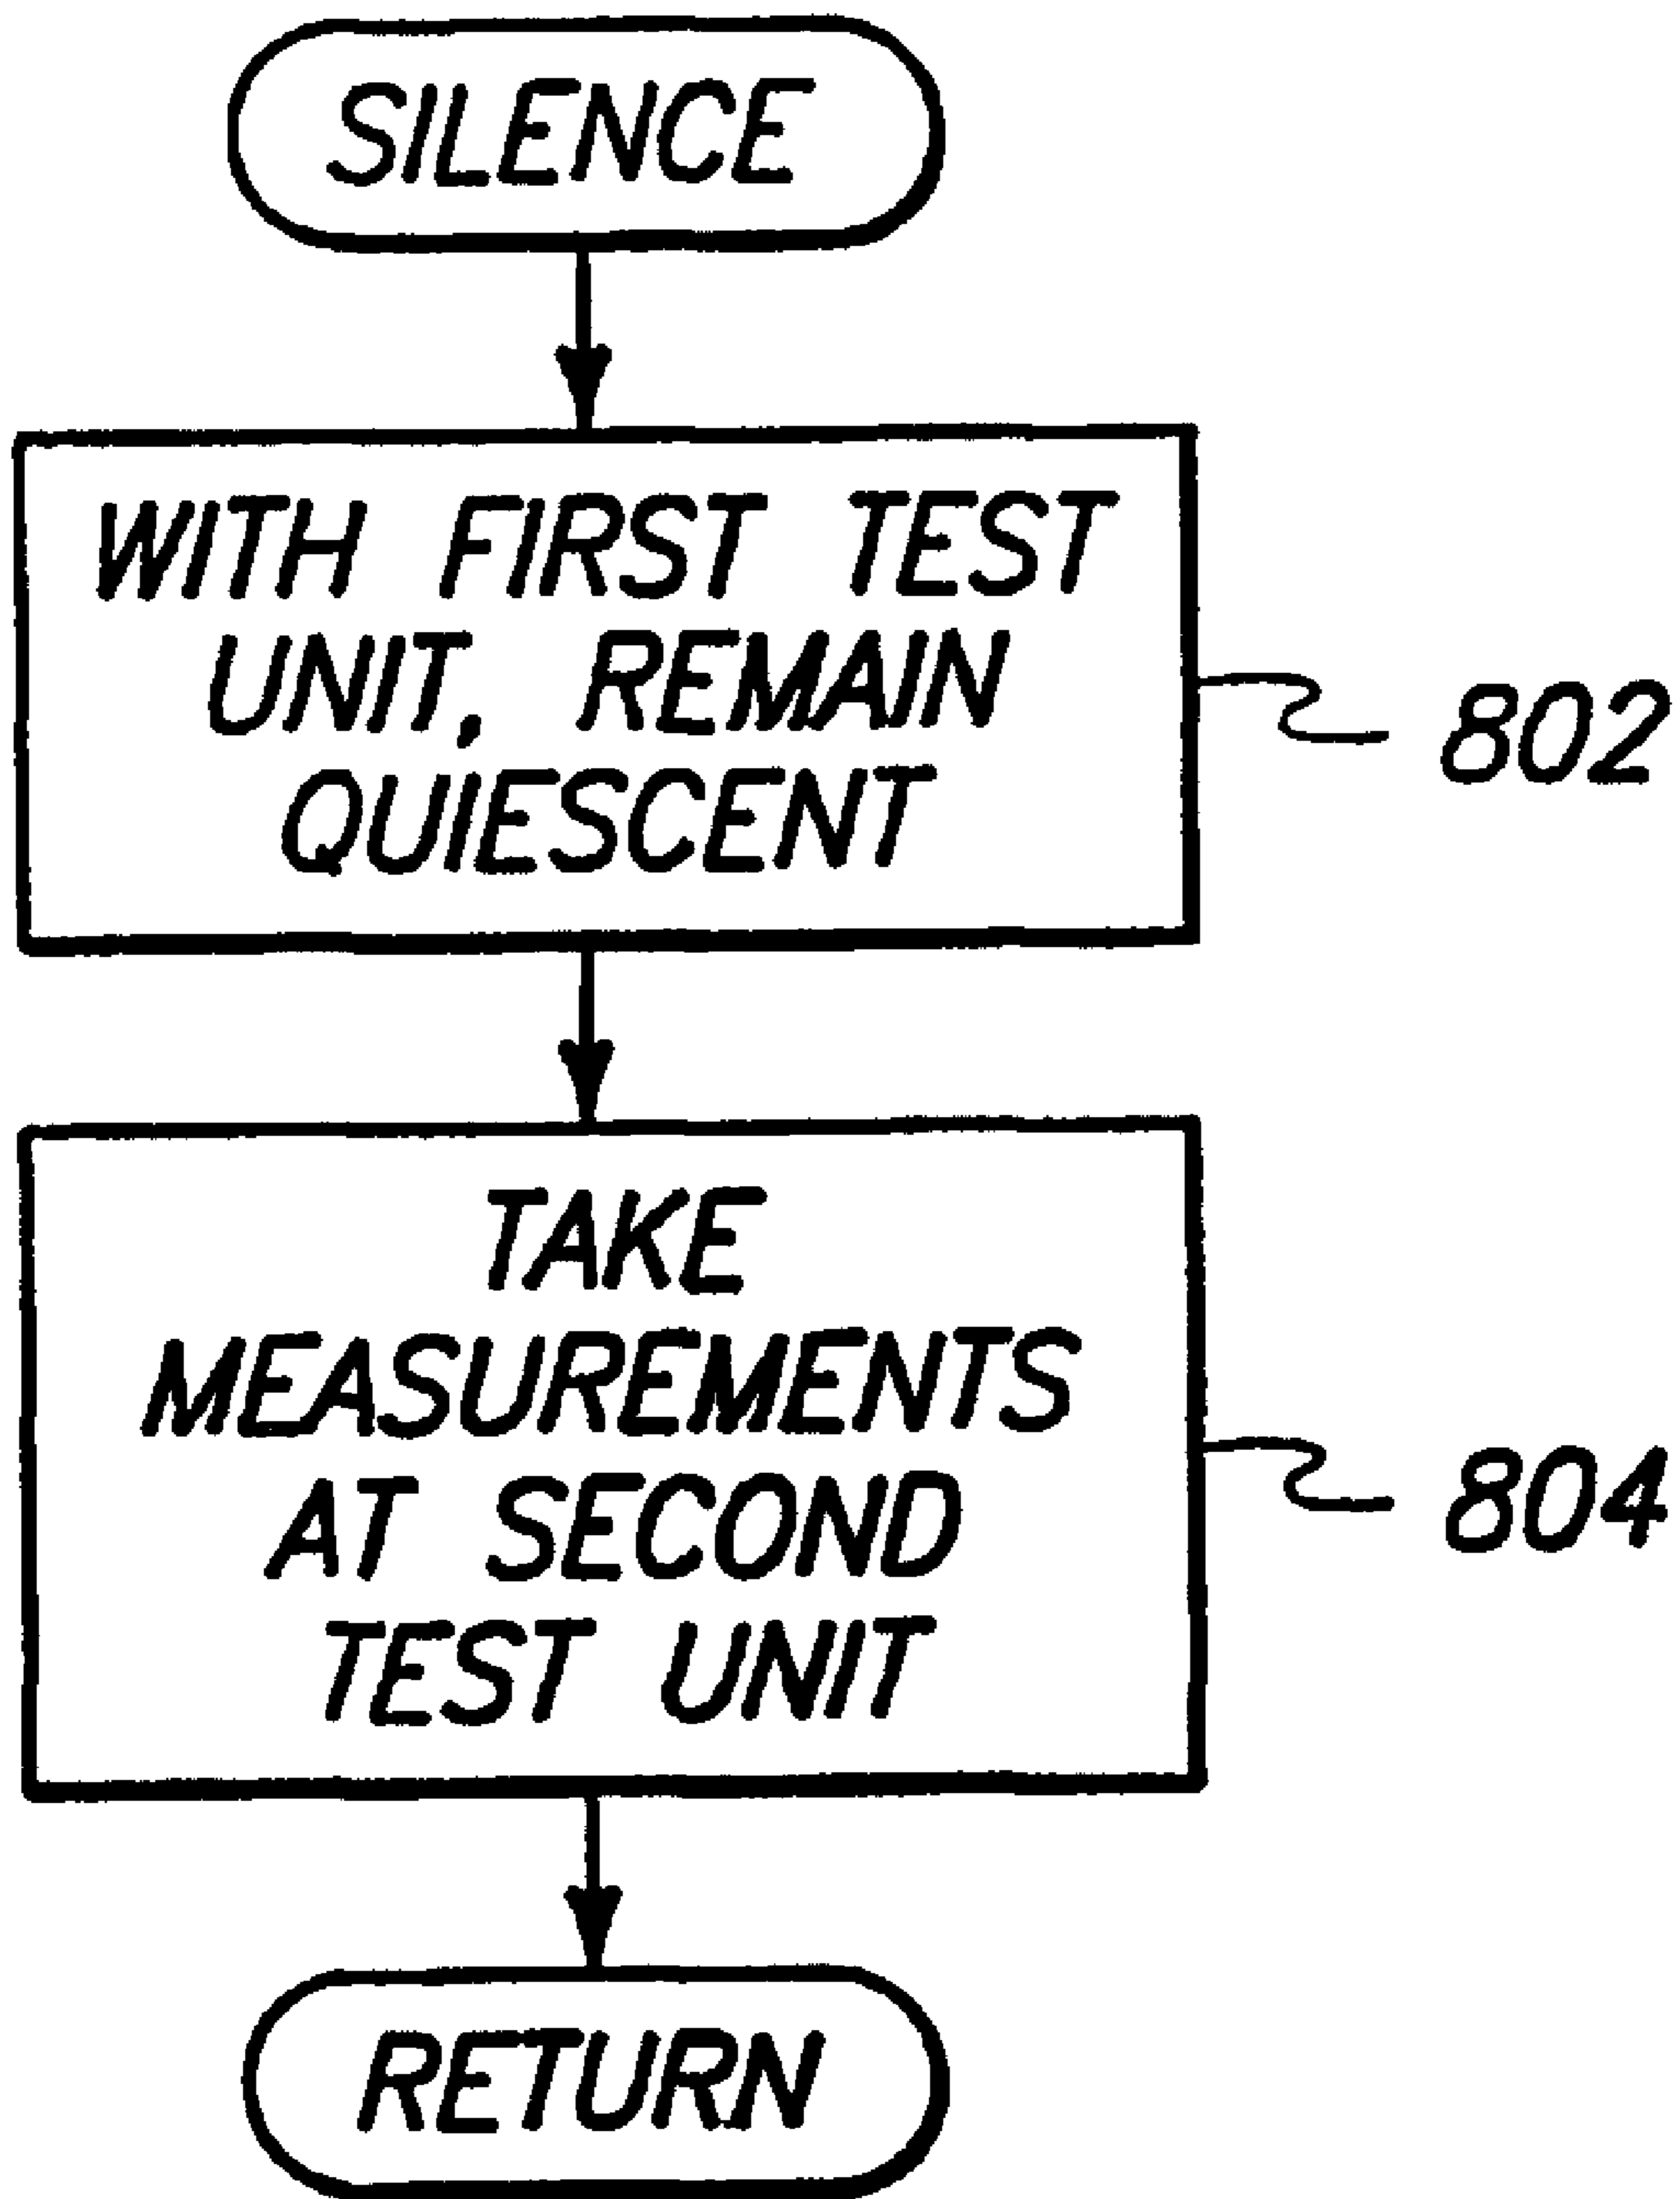 SILENCE
WITH FIRST TEST
UNIT, REMAIN
QUIESCENT
802
TAKE
MEASUREMENTS
AT SECOND
TEST UNIT
804
RETURN